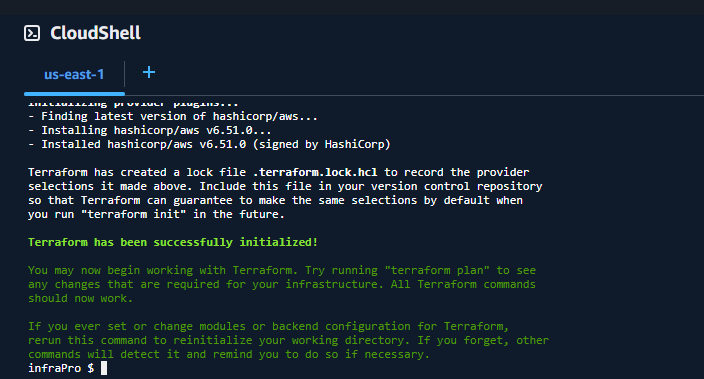 CloudShell
us-east-1
+
Initializing provider plugins...
- Finding latest version of hashicorp/aws...
- Installing hashicorp/aws v6.51.0...
- Installed hashicorp/aws v6.51.0 (signed by HashiCorp)
Terraform has created a lock file .terraform.lock.hcl to record the provider
selections it made above. Include this file in your version control repository
so that Terraform can guarantee to make the same selections by default when
you run "terraform init" in the future.
Terraform has been successfully initialized!
You may now begin working with Terraform. Try running "terraform plan" to see
any changes that are required for your infrastructure. All Terraform commands
should now work.
If you ever set or change modules or backend configuration for Terraform,
rerun this command to reinitialize your working directory. If you forget, other
commands will detect it and remind you to do so if necessary.
infraPro $